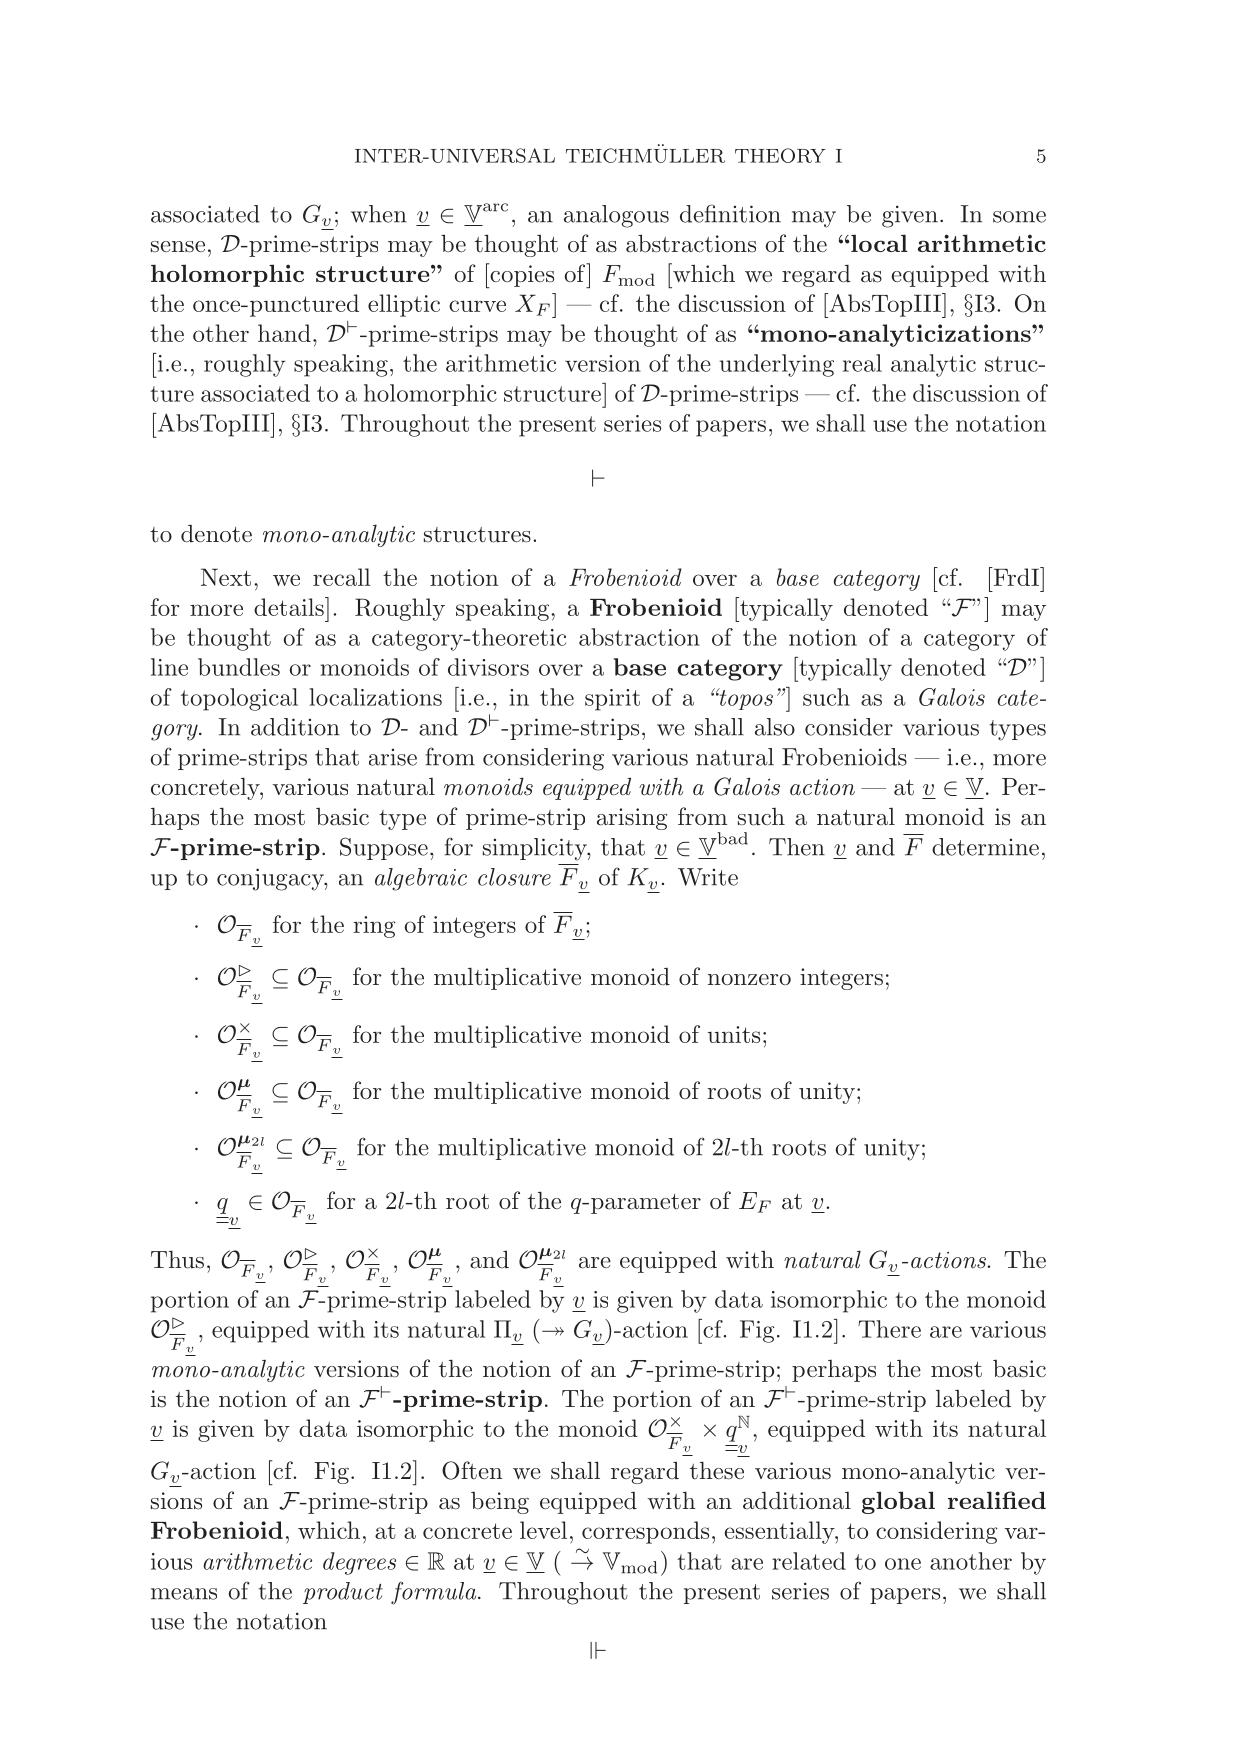 INTER-UNIVERSAL TEICHMÜLLER THEORY I 5
associated to $G_{\underline{v}}$; when $\underline{v} \in \underline{\mathbb{V}}^{\mathrm{arc}}$, an analogous definition may be given. In some
sense, $\mathcal{D}$-prime-strips may be thought of as abstractions of the “local arithmetic
holomorphic structure” of [copies of] $F_{\mathrm{mod}}$ [which we regard as equipped with
the once-punctured elliptic curve $X_F$] — cf. the discussion of [AbsTopIII], §I3. On
the other hand, $\mathcal{D}^{\vdash}$-prime-strips may be thought of as “mono-analyticizations”
[i.e., roughly speaking, the arithmetic version of the underlying real analytic struc-
ture associated to a holomorphic structure] of $\mathcal{D}$-prime-strips — cf. the discussion of
[AbsTopIII], §I3. Throughout the present series of papers, we shall use the notation
$\vdash$
to denote mono-analytic structures.
Next, we recall the notion of a Frobenioid over a base category [cf. [FrdI]
for more details]. Roughly speaking, a Frobenioid [typically denoted “$\mathcal{F}$”] may
be thought of as a category-theoretic abstraction of the notion of a category of
line bundles or monoids of divisors over a base category [typically denoted “$\mathcal{D}$”]
of topological localizations [i.e., in the spirit of a “topos”] such as a Galois cate-
gory. In addition to $\mathcal{D}$- and $\mathcal{D}^{\vdash}$-prime-strips, we shall also consider various types
of prime-strips that arise from considering various natural Frobenioids — i.e., more
concretely, various natural monoids equipped with a Galois action — at $\underline{v} \in \underline{\mathbb{V}}$. Per-
haps the most basic type of prime-strip arising from such a natural monoid is an
$\mathcal{F}$-prime-strip. Suppose, for simplicity, that $\underline{v} \in \underline{\mathbb{V}}^{\mathrm{bad}}$. Then $\underline{v}$ and $\overline{F}$ determine,
up to conjugacy, an algebraic closure $\overline{F}_{\underline{v}}$ of $K_{\underline{v}}$. Write
· $\mathcal{O}_{\overline{F}_{\underline{v}}}$ for the ring of integers of $\overline{F}_{\underline{v}}$;
· $\mathcal{O}^{\triangleright}_{\overline{F}_{\underline{v}}} \subseteq \mathcal{O}_{\overline{F}_{\underline{v}}}$ for the multiplicative monoid of nonzero integers;
· $\mathcal{O}^{\times}_{\overline{F}_{\underline{v}}} \subseteq \mathcal{O}_{\overline{F}_{\underline{v}}}$ for the multiplicative monoid of units;
· $\mathcal{O}^{\boldsymbol{\mu}}_{\overline{F}_{\underline{v}}} \subseteq \mathcal{O}_{\overline{F}_{\underline{v}}}$ for the multiplicative monoid of roots of unity;
· $\mathcal{O}^{\boldsymbol{\mu}_{2l}}_{\overline{F}_{\underline{v}}} \subseteq \mathcal{O}_{\overline{F}_{\underline{v}}}$ for the multiplicative monoid of $2l$-th roots of unity;
· $\underline{\underline{q}}_{\underline{v}} \in \mathcal{O}_{\overline{F}_{\underline{v}}}$ for a $2l$-th root of the $q$-parameter of $E_F$ at $\underline{v}$.
Thus, $\mathcal{O}_{\overline{F}_{\underline{v}}}$, $\mathcal{O}^{\triangleright}_{\overline{F}_{\underline{v}}}$, $\mathcal{O}^{\times}_{\overline{F}_{\underline{v}}}$, $\mathcal{O}^{\boldsymbol{\mu}}_{\overline{F}_{\underline{v}}}$, and $\mathcal{O}^{\boldsymbol{\mu}_{2l}}_{\overline{F}_{\underline{v}}}$ are equipped with natural $G_{\underline{v}}$-actions. The
portion of an $\mathcal{F}$-prime-strip labeled by $\underline{v}$ is given by data isomorphic to the monoid
$\mathcal{O}^{\triangleright}_{\overline{F}_{\underline{v}}}$, equipped with its natural $\Pi_{\underline{v}}$ ($\twoheadrightarrow G_{\underline{v}}$)-action [cf. Fig. I1.2]. There are various
mono-analytic versions of the notion of an $\mathcal{F}$-prime-strip; perhaps the most basic
is the notion of an $\mathcal{F}^{\vdash}$-prime-strip. The portion of an $\mathcal{F}^{\vdash}$-prime-strip labeled by
$\underline{v}$ is given by data isomorphic to the monoid $\mathcal{O}^{\times}_{\overline{F}_{\underline{v}}} \times \underline{\underline{q}}^{\mathbb{N}}_{\underline{v}}$, equipped with its natural
$G_{\underline{v}}$-action [cf. Fig. I1.2]. Often we shall regard these various mono-analytic ver-
sions of an $\mathcal{F}$-prime-strip as being equipped with an additional global realified
Frobenioid, which, at a concrete level, corresponds, essentially, to considering var-
ious arithmetic degrees $\in \mathbb{R}$ at $\underline{v} \in \underline{\mathbb{V}}$ ( $\overset{\sim}{\to} \mathbb{V}_{\mathrm{mod}}$) that are related to one another by
means of the product formula. Throughout the present series of papers, we shall
use the notation
$\Vdash$